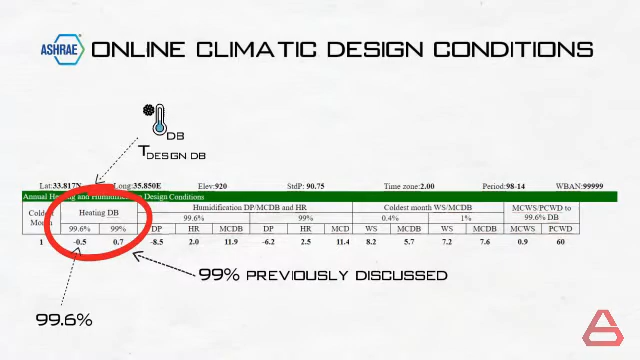 ASHRAE ONLINE CLIMATIC DESIGN CONDITIONS
DB
TDESIGN DB
Lat:33.817N Long:35.850E Elev:920 StdP: 90.75 Time zone:2.00 Period:98-14 WBAN:99999
Annual Heating and Humidification Design Conditions
Coldest Month Heating DB Humidification DP/MCDB and HR Coldest month WS/MCDB MCWS/PCWD to 99.6% DB
99.6% 99% 0.4% 1%
99.6% 99% DP HR MCDB DP HR MCD WS MCDB WS MCDB MCWS PCWD
1 -0.5 0.7 -8.5 2.0 11.9 -6.2 2.5 11.4 8.2 5.7 7.2 7.6 0.9 60
99% PREVIOUSLY DISCUSSED
99.6%